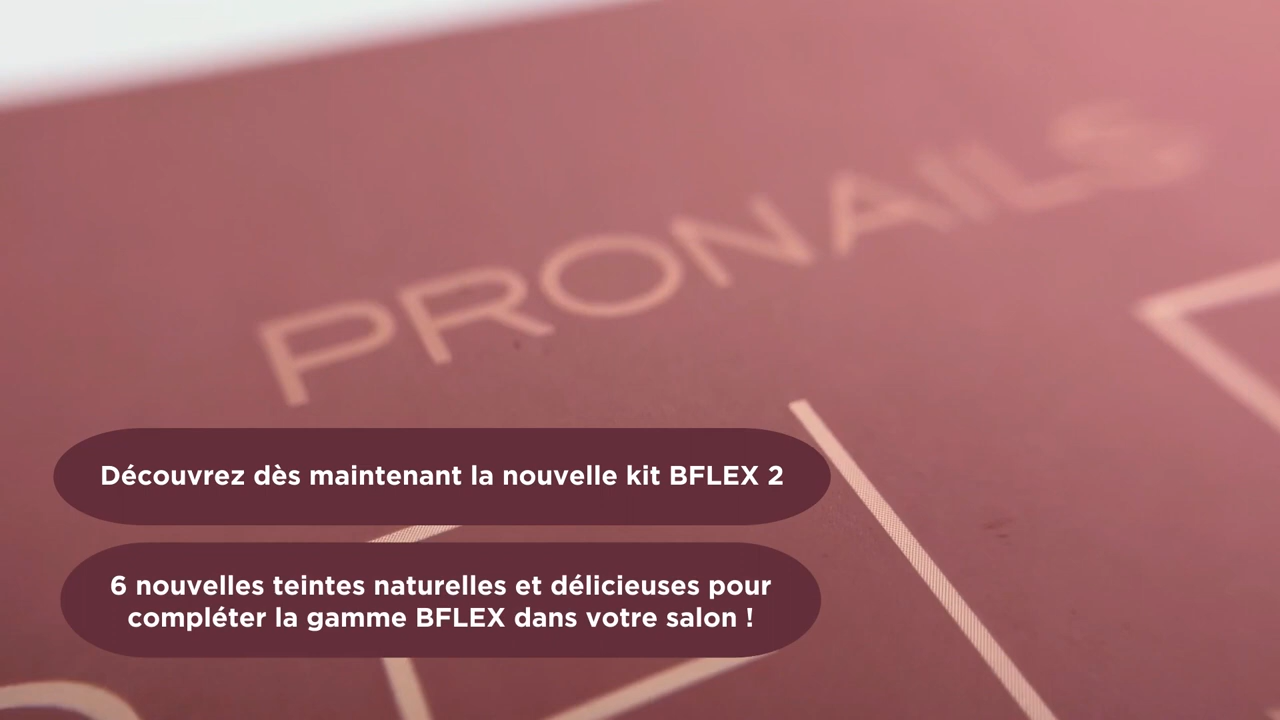 PRONAILS
Découvrez dès maintenant la nouvelle kit BFLEX 2
6 nouvelles teintes naturelles et délicieuses pour
compléter la gamme BFLEX dans votre salon !